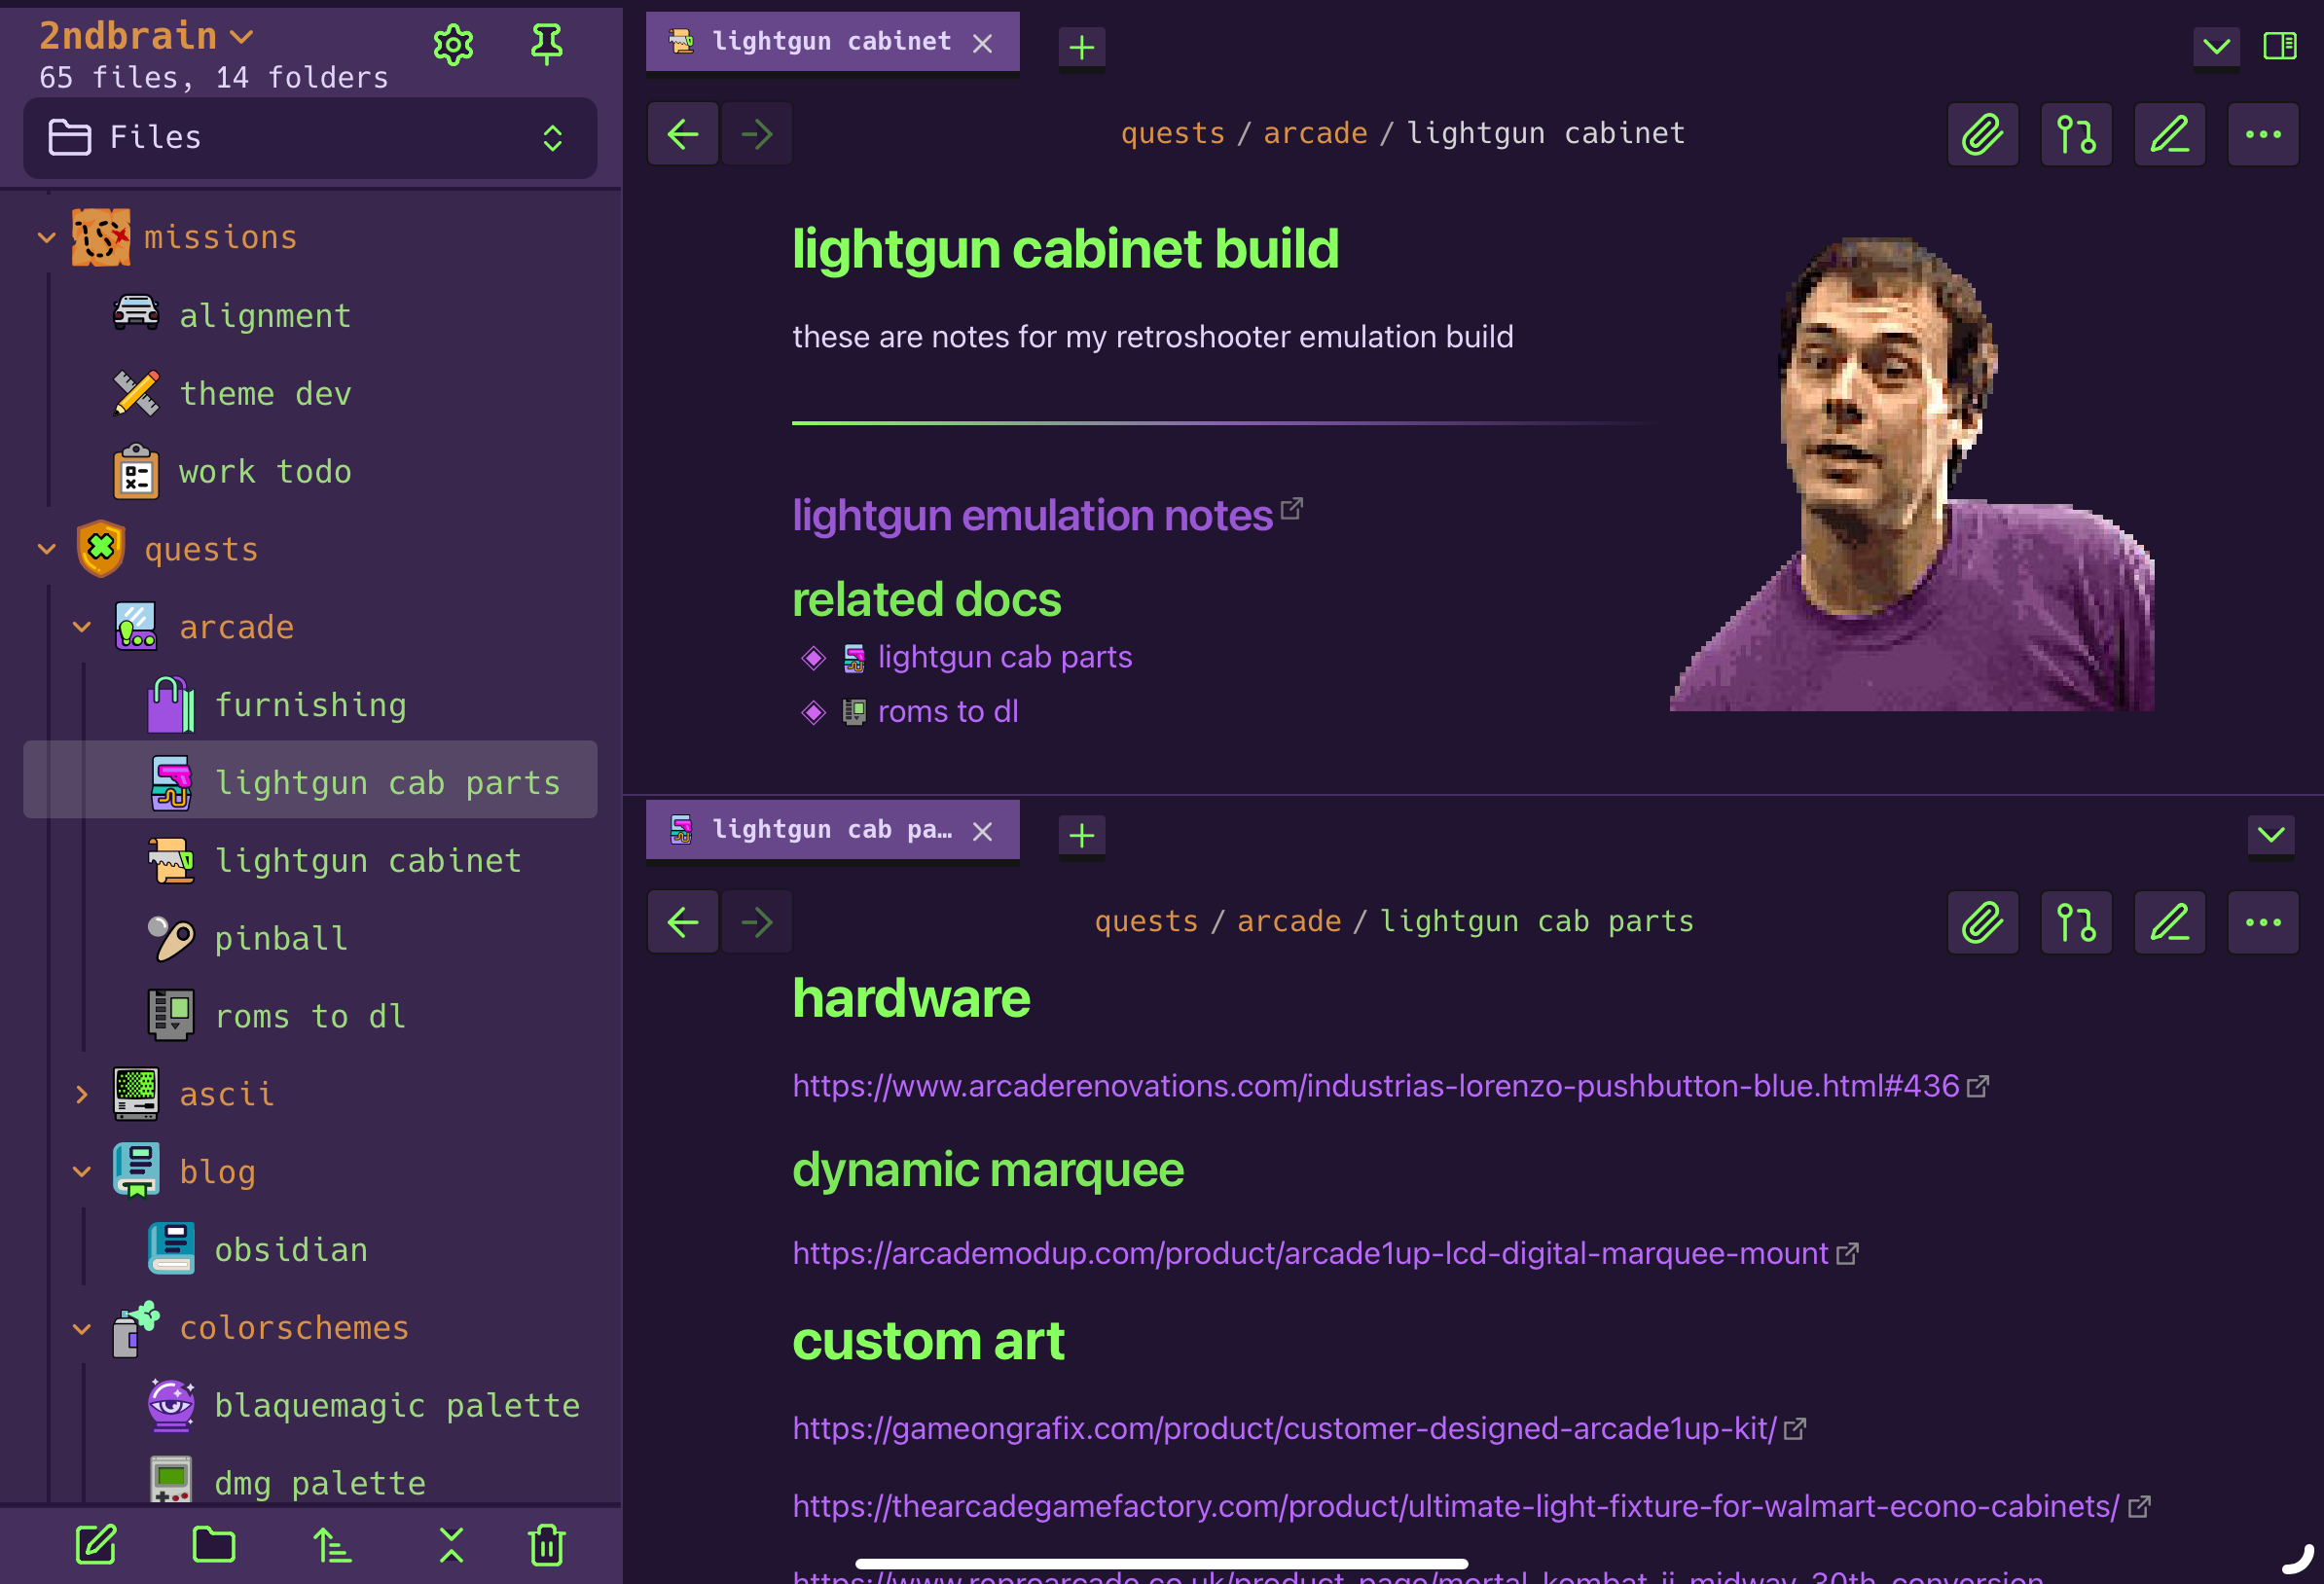 2ndbrain
65 files, 14 folders
Files
missions
alignment
theme dev
work todo
quests
arcade
furnishing
lightgun cab parts
lightgun cabinet
pinball
roms to dl
ascii
blog
obsidian
colorschemes
blaquemagic palette
dmg palette
lightgun cabinet
quests / arcade / lightgun cabinet
lightgun cabinet build
these are notes for my retroshooter emulation build
lightgun emulation notes
related docs
lightgun cab parts
roms to dl
lightgun cab pa…
quests / arcade / lightgun cab parts
hardware
https://www.arcaderenovations.com/industrias-lorenzo-pushbutton-blue.html#436
dynamic marquee
https://arcademodup.com/product/arcade1up-lcd-digital-marquee-mount
custom art
https://gameongrafix.com/product/customer-designed-arcade1up-kit/
https://thearcadegamefactory.com/product/ultimate-light-fixture-for-walmart-econo-cabinets/